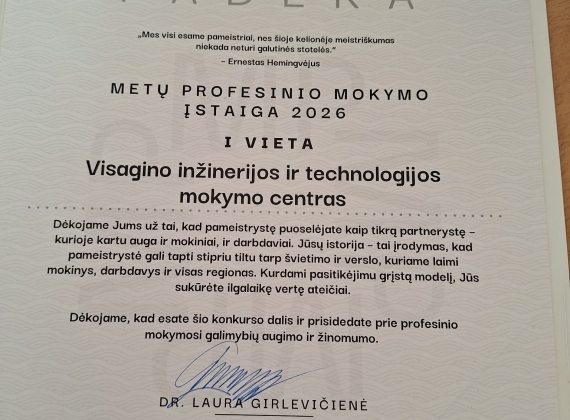 PADĖKA
„Mes visi esame pameistriai, nes šioje kelionėje meistriškumas
niekada neturi galutinės stotelės.“
– Ernestas Hemingvėjus
METŲ PROFESINIO MOKYMO
ĮSTAIGA 2026
I VIETA
Visagino inžinerijos ir technologijos
mokymo centras
Dėkojame Jums už tai, kad pameistrystę puoselėjate kaip tikrą partnerystę –
kurioje kartu auga ir mokiniai, ir darbdaviai. Jūsų istorija – tai įrodymas, kad
pameistrystė gali tapti stipriu tiltu tarp švietimo ir verslo, kuriame laimi
mokinys, darbdavys ir visas regionas. Kurdami pasitikėjimu grįstą modelį, Jūs
sukūrėte ilgalaikę vertę ateičiai.
Dėkojame, kad esate šio konkurso dalis ir prisidedate prie profesinio
mokymosi galimybių augimo ir žinomumo.
DR. LAURA GIRLEVIČIENĖ